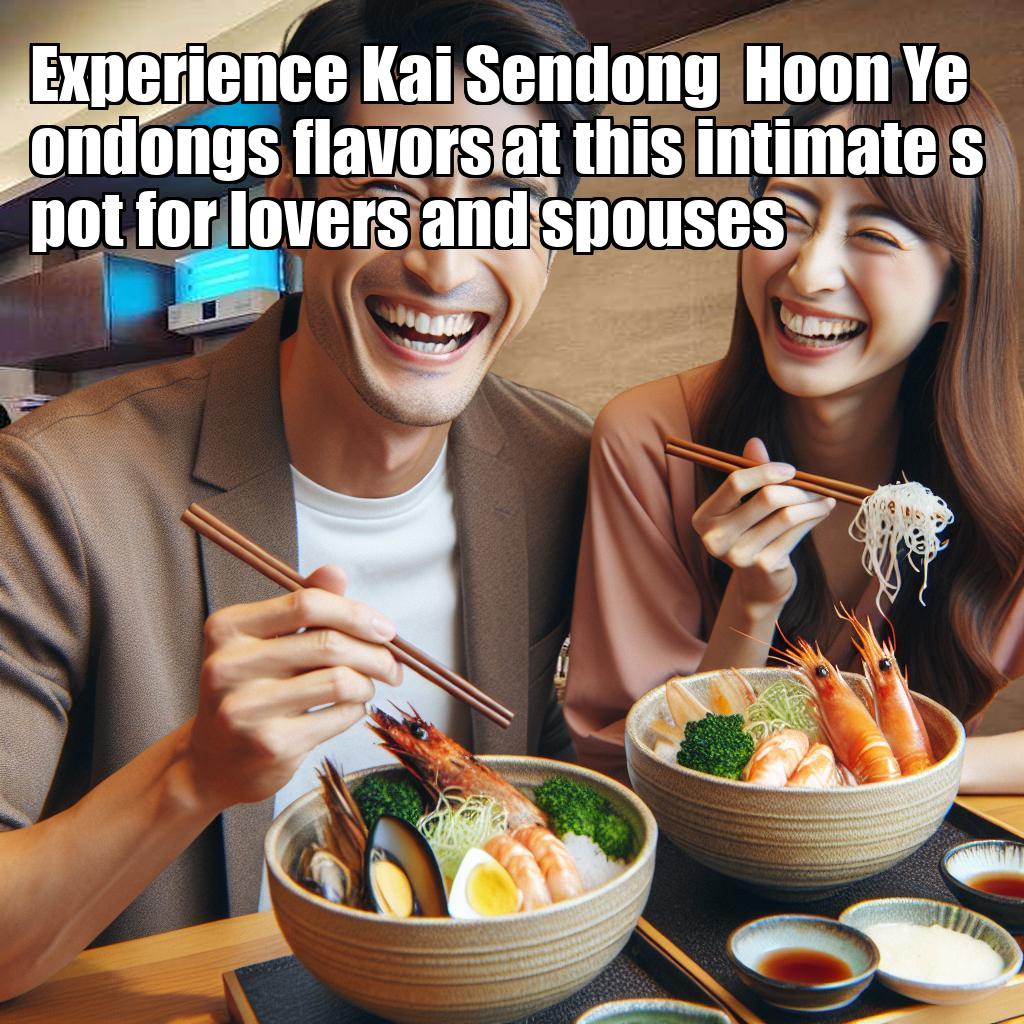 Experience Kai Sendong  Hoon Ye
ondongs flavors at this intimate s
pot for lovers and spouses